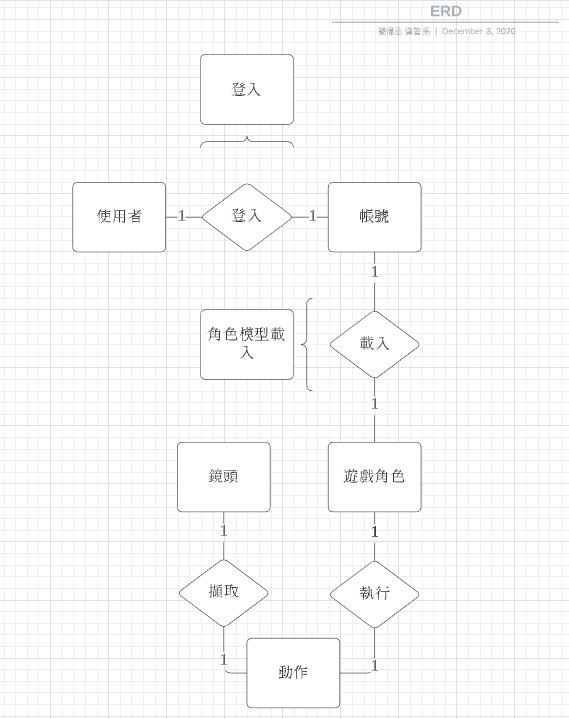 ERD
December 3, 2020
登入
使用者
1
登入
1
帳號
1
角色模型載
入
載入
1
鏡頭
遊戲角色
1
1
擷取
執行
1
1
動作